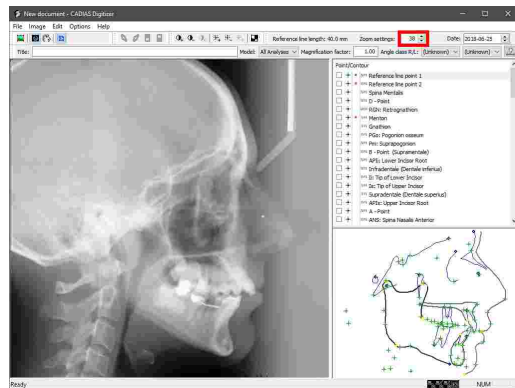 New document - CADIAS Digitizer
File Image Edit Options Help
Reference line length: 40.0 mm Zoom settings: 38 Date: 2018-06-25
Title: Model: All Analyses Magnification factor: 1.00 Angle class R/L: (Unknown) (Unknown)
Point/Contour
Reference line point 1
Reference line point 2
Spina Mentalis
D - Point
RGN: Retrognathion
Menton
Gnathion
PGo: Pogonion osseum
Pm: Suprapogonion
B - Point (Supramentale)
APIi: Lower Incisor Root
Infradentale (Dentale inferius)
Ii: Tip of Lower Incisor
Is: Tip of Upper Incisor
Supradentale (Dentale superius)
APIs: Upper Incisor Root
A - Point
ANS: Spina Nasalis Anterior
Ready NUM